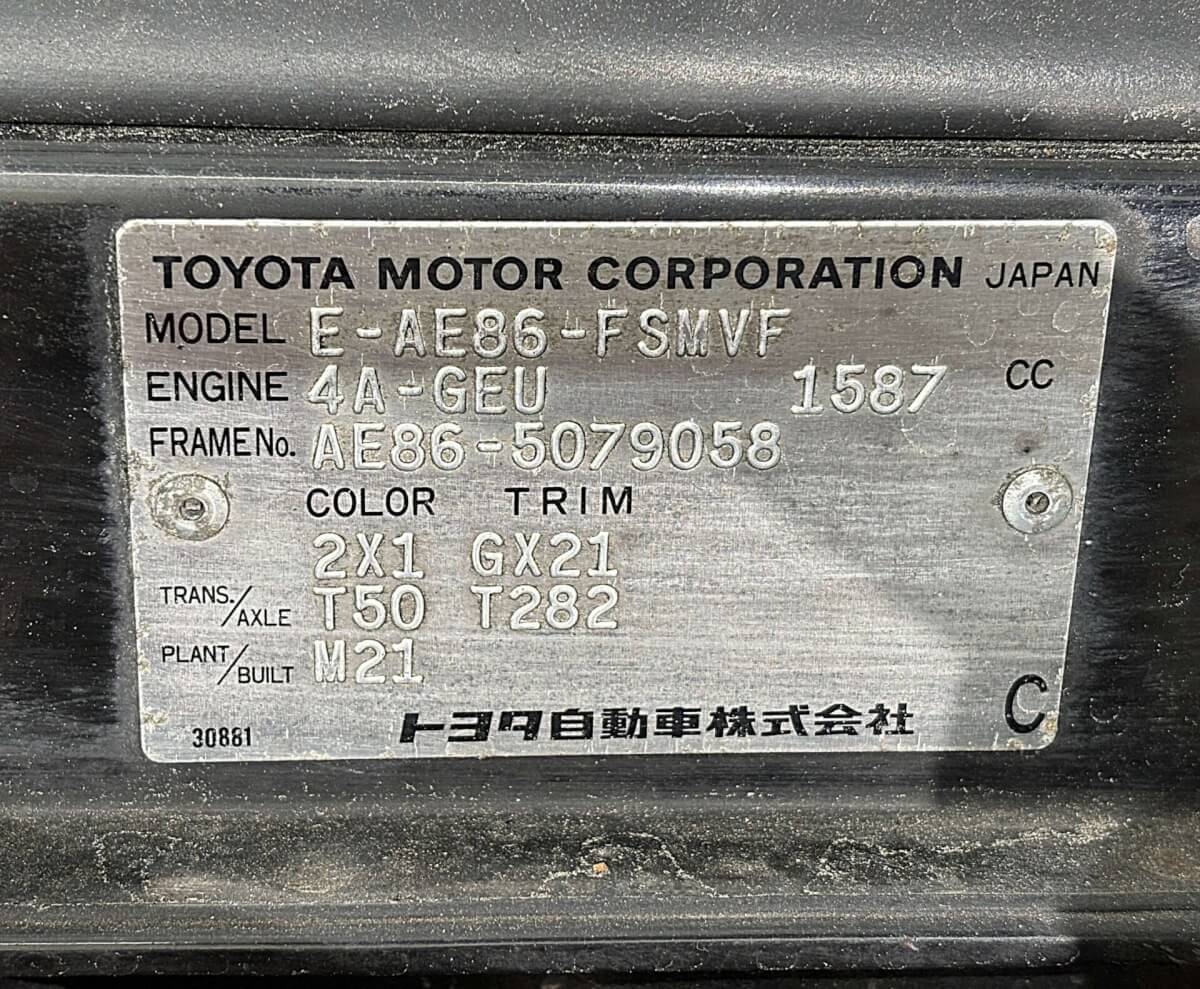 TOYOTA MOTOR CORPORATION JAPAN
MODEL E-AE86-FSMVF
ENGINE 4A-GEU 1587 CC
FRAME No. AE86-5079058
COLOR TRIM
2X1 GX21
TRANS./AXLE T50 T282
PLANT/BUILT M21
30881 トヨタ自動車株式会社 C